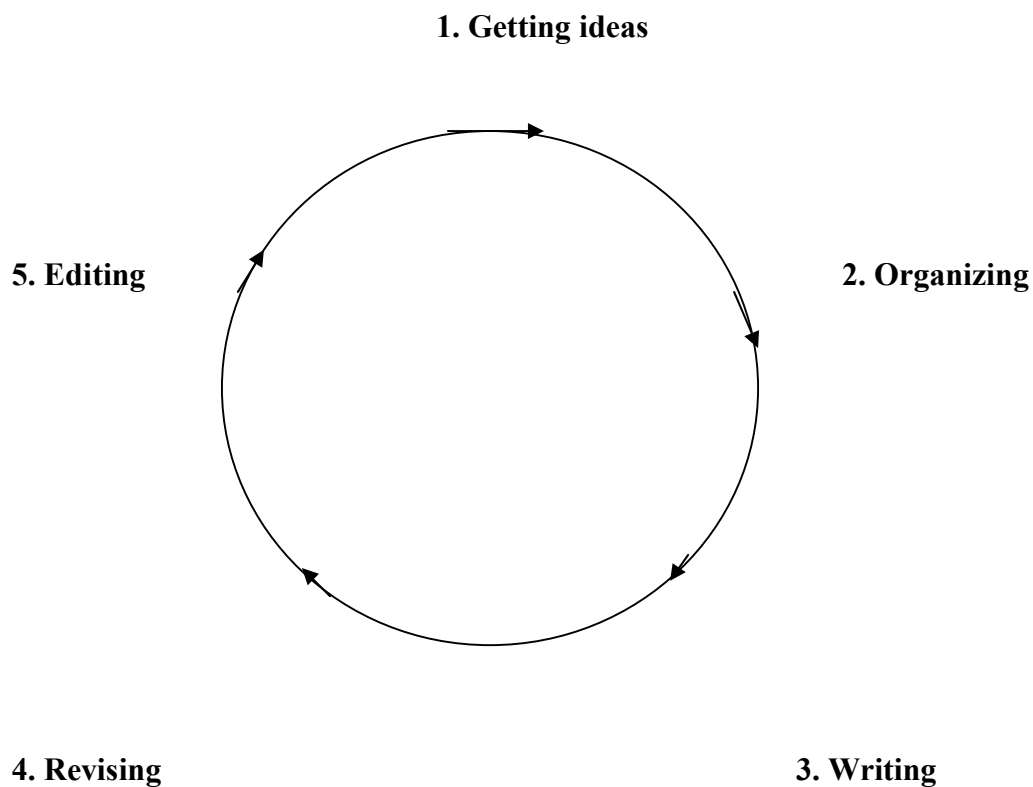 1. Getting ideas
5. Editing
2. Organizing
4. Revising
3. Writing